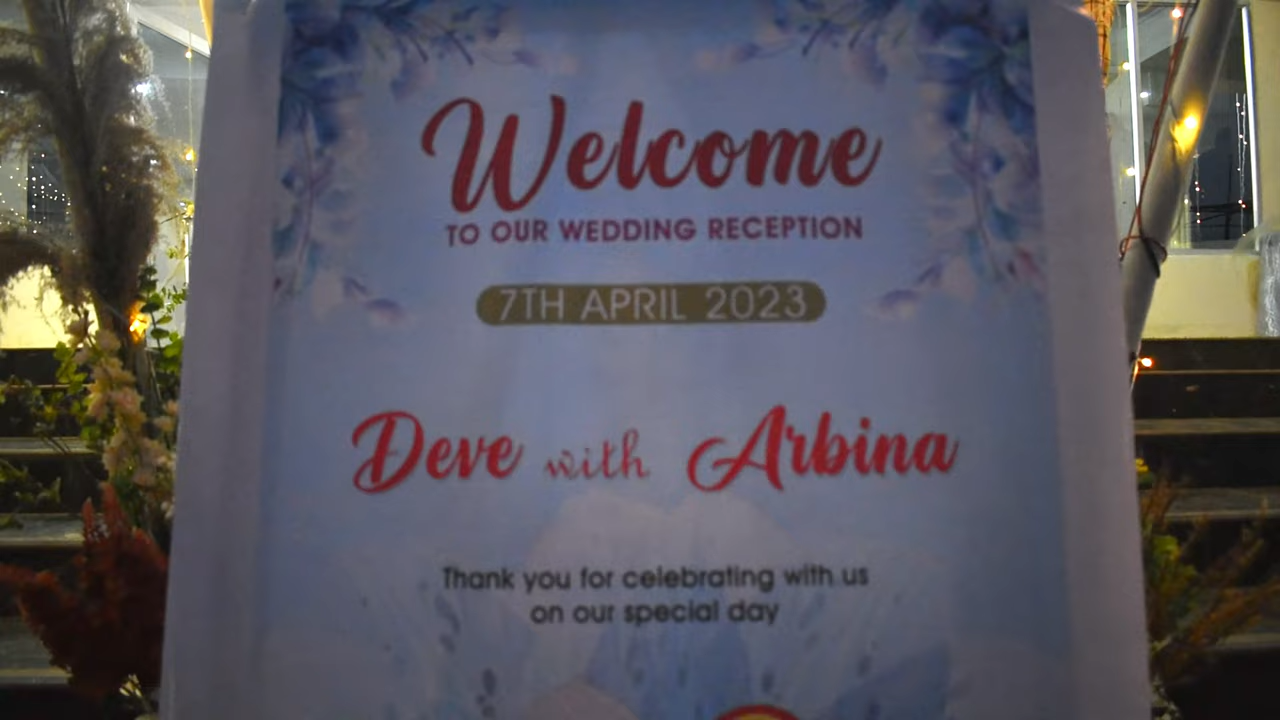 Welcome
TO OUR WEDDING RECEPTION
7TH APRIL 2023
Deve with Arbina
Thank you for celebrating with us
on our special day